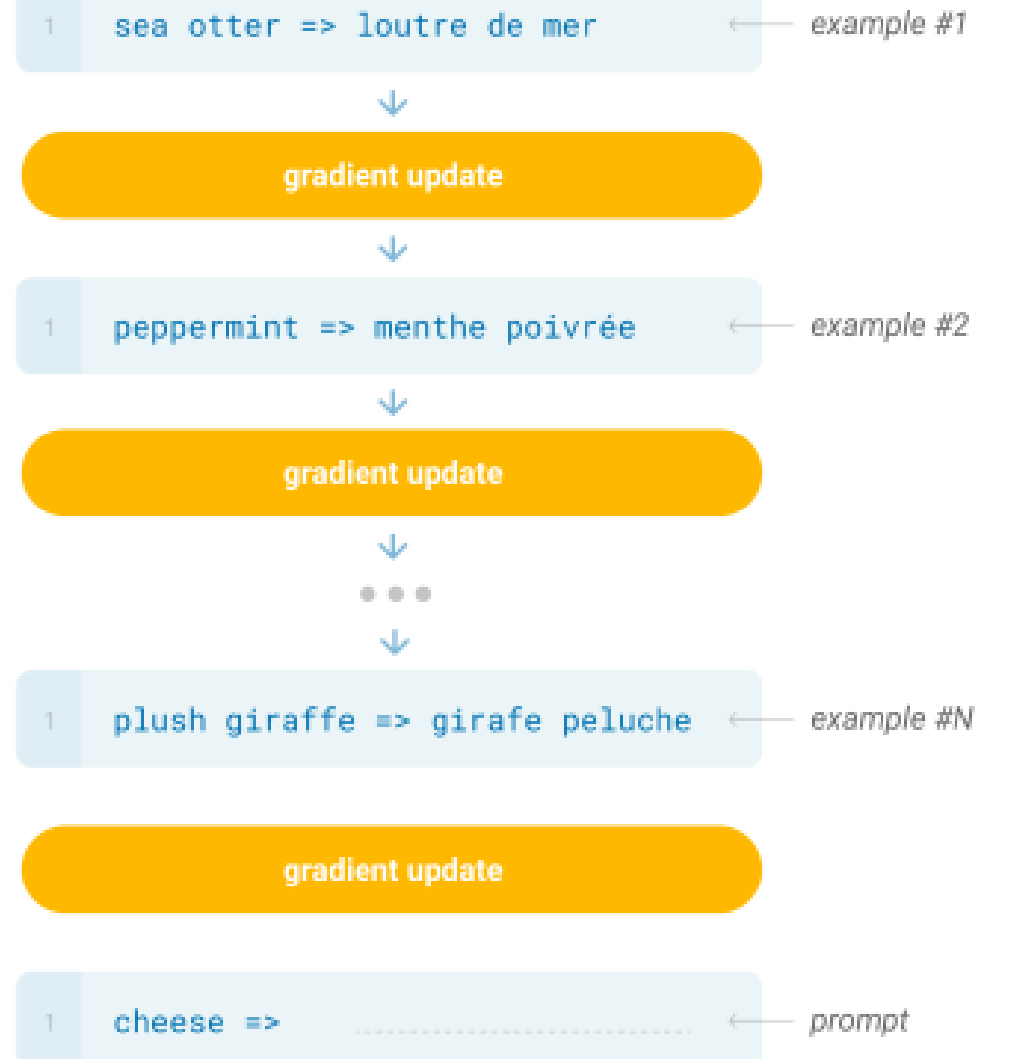 1 sea otter => loutre de mer example #1
gradient update
1 peppermint => menthe poivrée example #2
gradient update
1 plush giraffe => girafe peluche example #N
gradient update
1 cheese => prompt